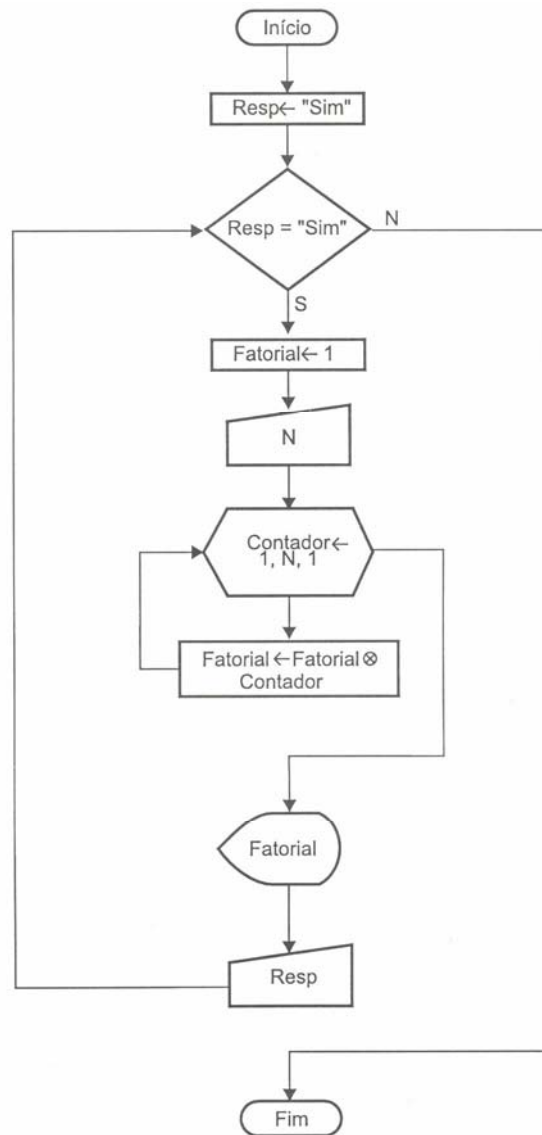 Início
Resp← "Sim"
Resp = "Sim"
N
S
Fatorial← 1
N
Contador←
1, N, 1
Fatorial←Fatorial⊗
Contador
Fatorial
Resp
Fim